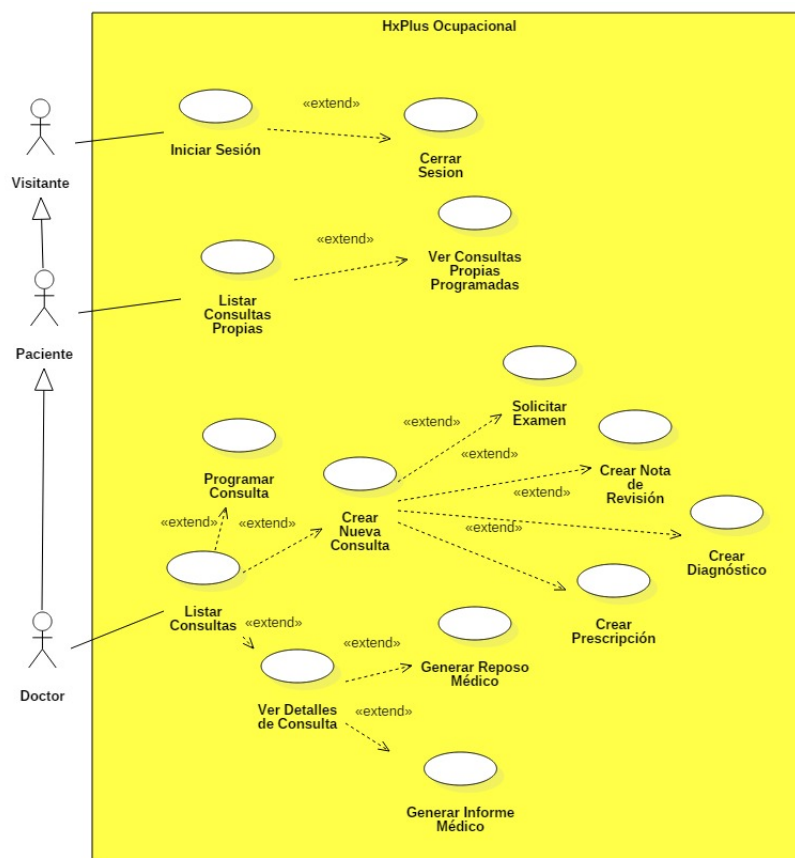 HxPlus Ocupacional
«extend»
Iniciar Sesión
Cerrar
Sesion
Visitante
«extend»
Ver Consultas
Propias
Programadas
Listar
Consultas
Propias
Paciente
«extend»
Solicitar
Examen
«extend»
Programar
Consulta
Crear Nota
de
Revisión
«extend»
«extend»
«extend»
Crear
Nueva
Consulta
«extend»
Crear
Diagnóstico
Listar
Consultas
Crear
Prescripción
«extend»
«extend»
Generar Reposo
Médico
Doctor
Ver Detalles
de Consulta
«extend»
Generar Informe
Médico